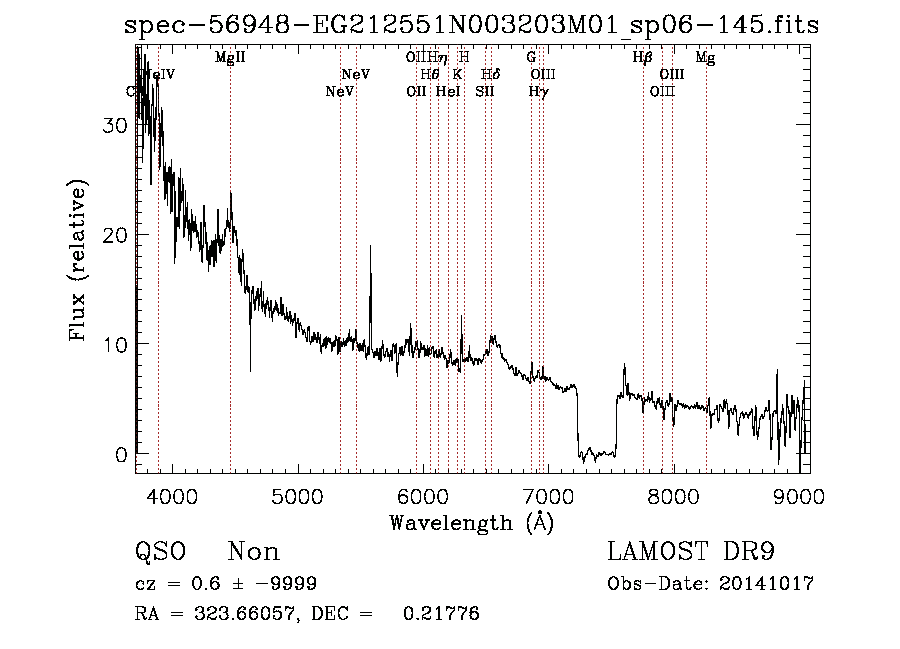 spec-56948-EG212551N003203M01_sp06-145.fits
MgII OII Hη H G Hβ Mg
NeIV NeV Hθ K Hδ OIII OIII
C NeV OII HeI SII Hγ OIII
30
20
10
0
Flux (relative)
4000 5000 6000 7000 8000 9000
Wavelength (Å)
QSO Non LAMOST DR9
cz = 0.6 ± -9999 Obs-Date: 20141017
RA = 323.66057, DEC = 0.21776